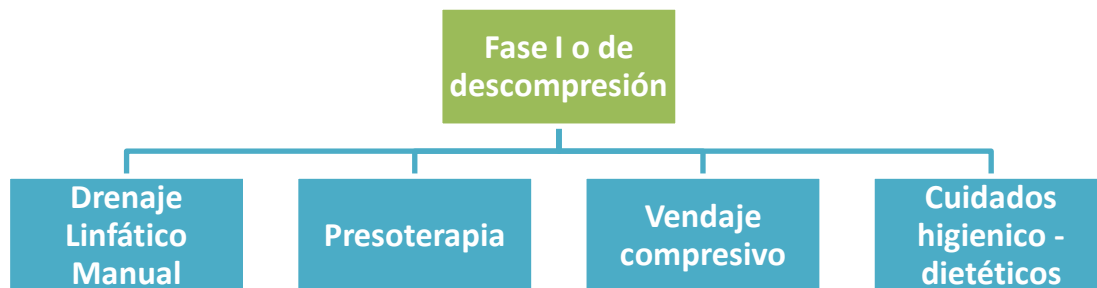 Fase I o de
descompresión
Drenaje
Linfático
Manual
Presoterapia
Vendaje
compresivo
Cuidados
higienico -
dietéticos